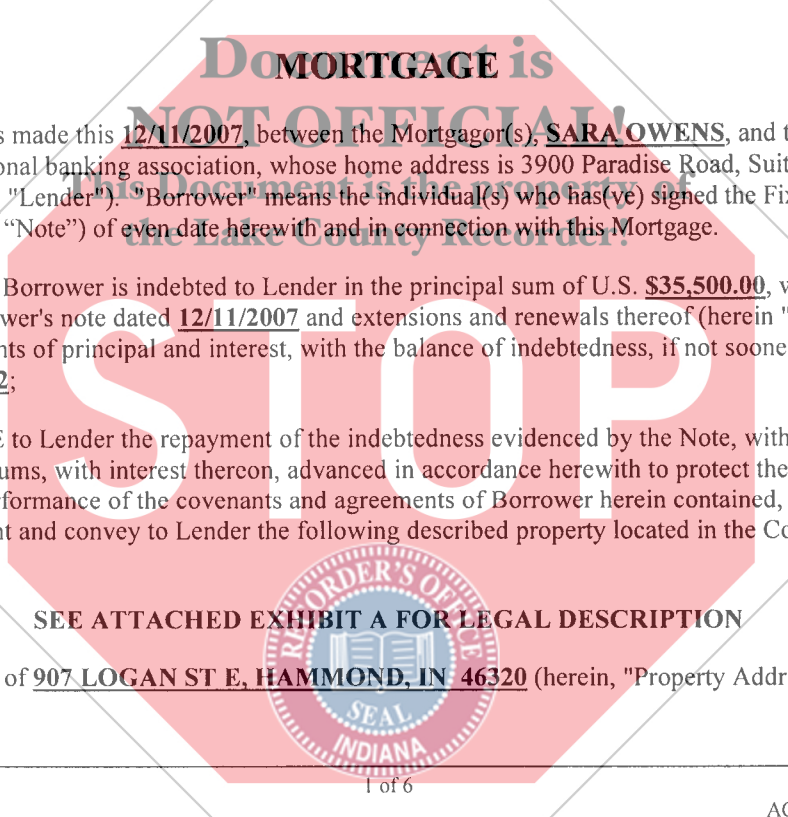 Document is
MORTGAGE
NOT OFFICIAL!
s made this 12/11/2007, between the Mortgagor(s), SARA OWENS, and t
onal banking association, whose home address is 3900 Paradise Road, Suit
This Document is the property of
"Lender"). "Borrower" means the individual(s) who has(ve) signed the Fix
“Note”) of even date herewith and in connection with this Mortgage.
the Lake County Recorder!
Borrower is indebted to Lender in the principal sum of U.S. $35,500.00, w
wer's note dated 12/11/2007 and extensions and renewals thereof (herein "
nts of principal and interest, with the balance of indebtedness, if not soone
2;
STOP
E to Lender the repayment of the indebtedness evidenced by the Note, with
ums, with interest thereon, advanced in accordance herewith to protect the
rformance of the covenants and agreements of Borrower herein contained,
nt and convey to Lender the following described property located in the Co
RECORDER'S OFFICE
SEE ATTACHED EXHIBIT A FOR LEGAL DESCRIPTION
of 907 LOGAN ST E, HAMMOND, IN 46320 (herein, "Property Addr
SEAL
INDIANA
1 of 6
AC